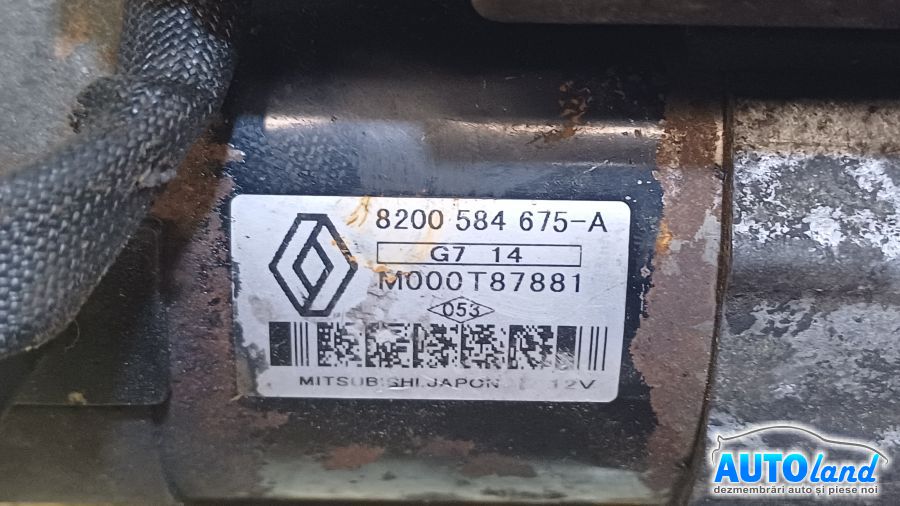 8200 584 675-A
G7 14
M000T87881
053
MITSUBISHI.JAPON 12V
AUTOland
dezmembrări auto și piese noi